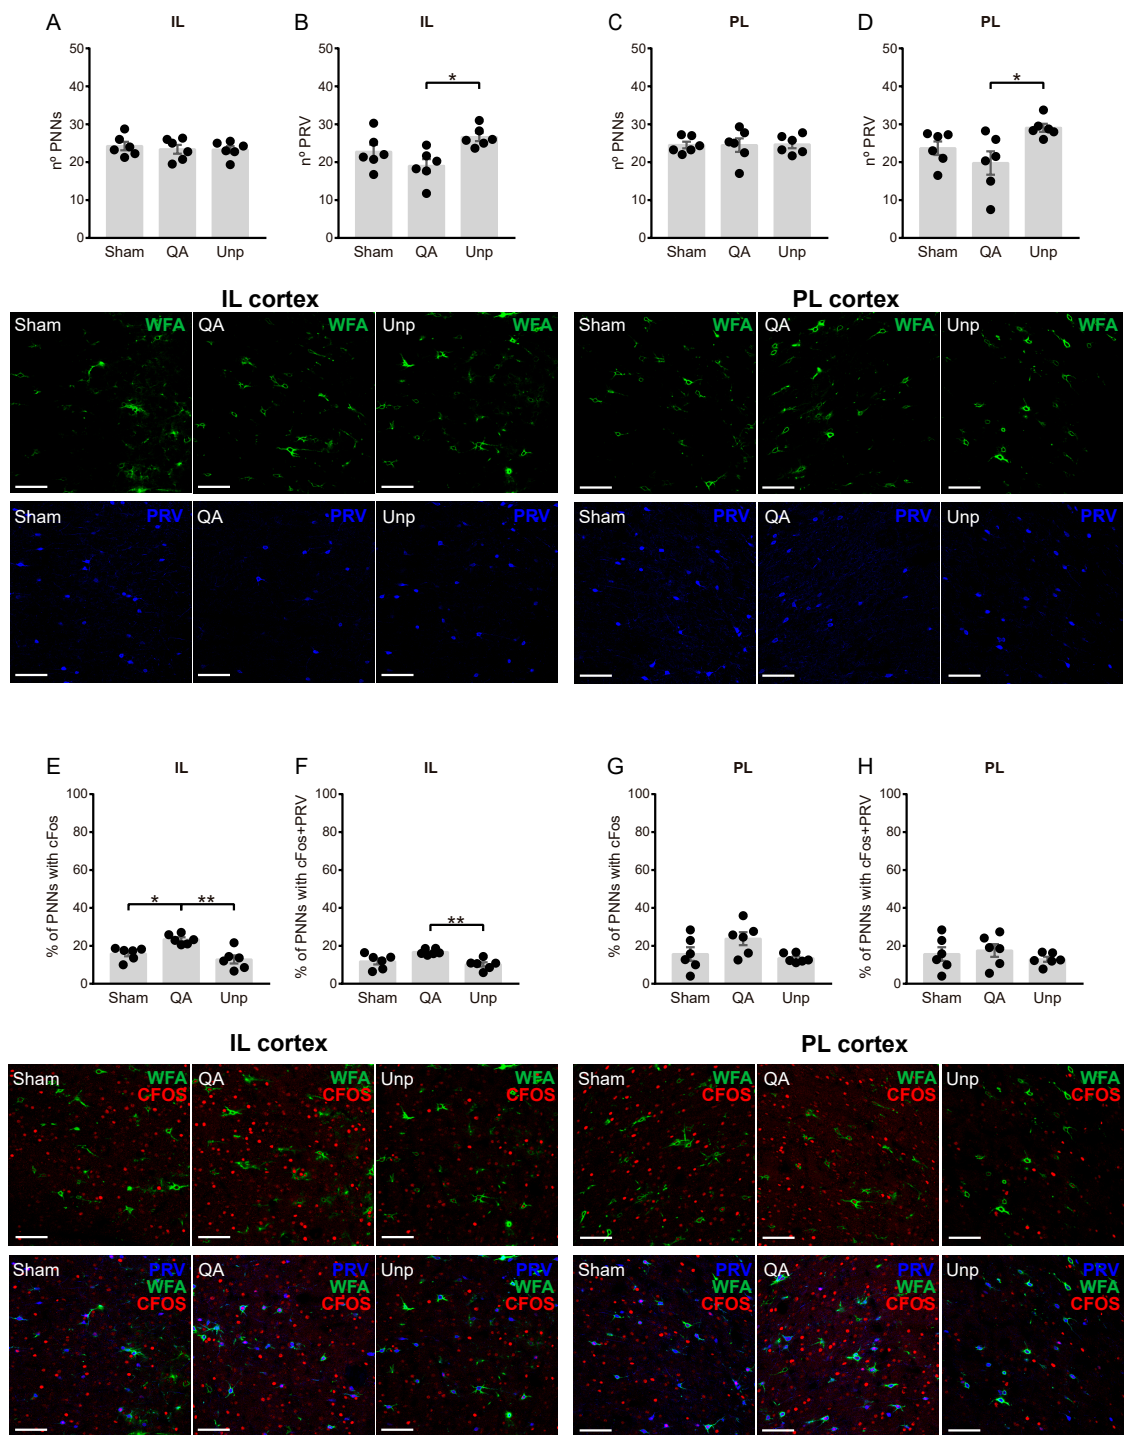 A IL B IL C PL D PL
nº PNNs
50
40
30
20
10
0
Sham QA Unp
nº PRV
50
40
30
20
10
0
*
Sham QA Unp
nº PNNs
50
40
30
20
10
0
Sham QA Unp
nº PRV
50
40
30
20
10
0
*
Sham QA Unp
IL cortex
Sham WFA QA WFA Unp WFA
Sham PRV QA PRV Unp PRV
PL cortex
Sham WFA QA WFA Unp WFA
Sham PRV QA PRV Unp PRV
E IL F IL G PL H PL
% of PNNs with cFos
100
80
60
40
20
0
* **
Sham QA Unp
% of PNNs with cFos+PRV
100
80
60
40
20
0
**
Sham QA Unp
% of PNNs with cFos
100
80
60
40
20
0
Sham QA Unp
% of PNNs with cFos+PRV
100
80
60
40
20
0
Sham QA Unp
IL cortex
Sham WFA QA WFA Unp WFA
CFOS CFOS CFOS
Sham PRV QA PRV Unp PRV
WFA WFA WFA
CFOS CFOS CFOS
PL cortex
Sham WFA QA WFA Unp WFA
CFOS CFOS CFOS
Sham PRV QA PRV Unp PRV
WFA WFA WFA
CFOS CFOS CFOS